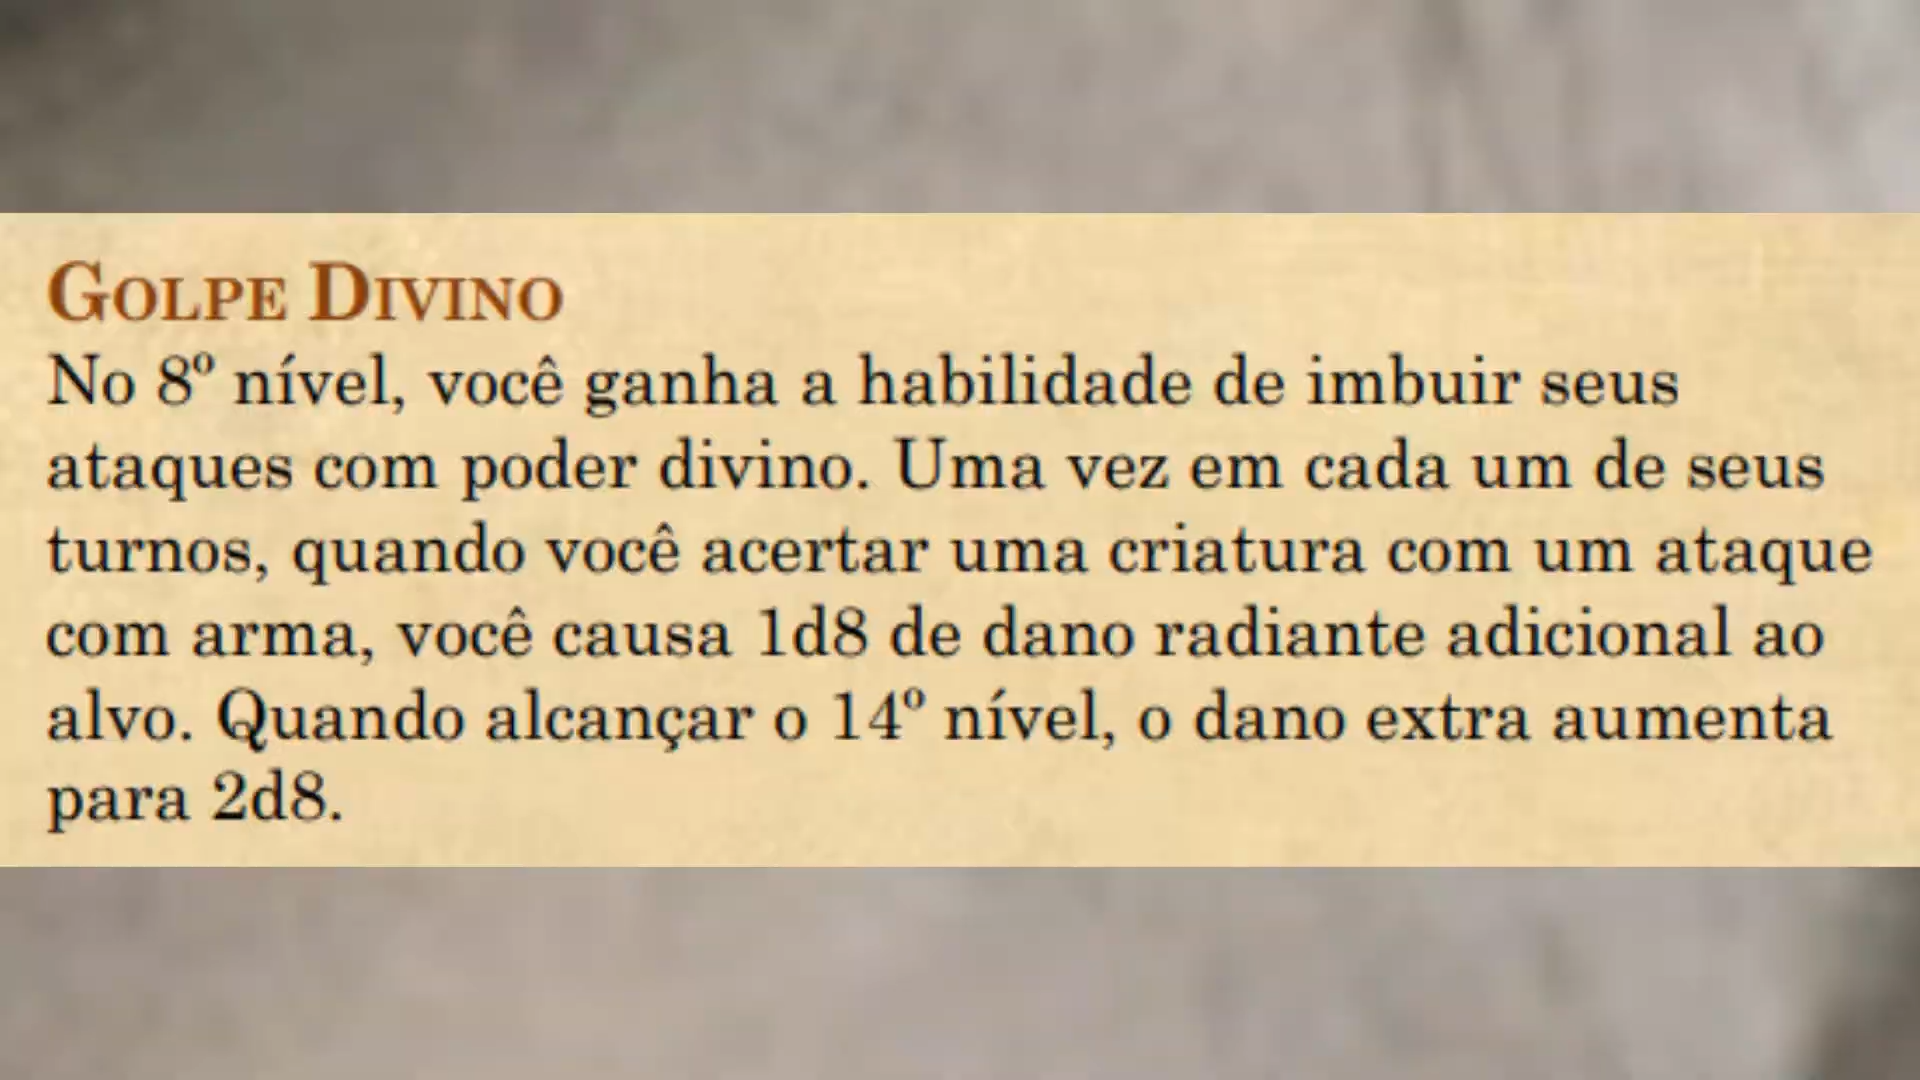 GOLPE DIVINO
No 8º nível, você ganha a habilidade de imbuir seus
ataques com poder divino. Uma vez em cada um de seus
turnos, quando você acertar uma criatura com um ataque
com arma, você causa 1d8 de dano radiante adicional ao
alvo. Quando alcançar o 14º nível, o dano extra aumenta
para 2d8.